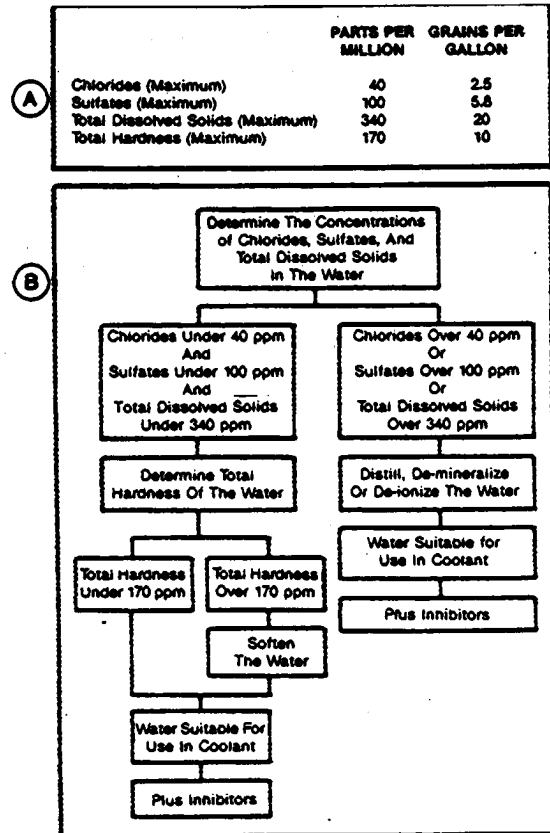 PARTS PER GRAINS PER
MILLION GALLON
A
Chlorides (Maximum) 40 2.5
Sulfates (Maximum) 100 5.8
Total Dissolved Solids (Maximum) 340 20
Total Hardness (Maximum) 170 10
B
Determine The Concentrations
of Chlorides, Sulfates, And
Total Dissolved Solids
In The Water
Chlorides Under 40 ppm
And
Sulfates Under 100 ppm
And
Total Dissolved Solids
Under 340 ppm
Chlorides Over 40 ppm
Or
Sulfates Over 100 ppm
Or
Total Dissolved Solids
Over 340 ppm
Determine Total
Hardness Of The Water
Distill, De-mineralize
Or De-ionize The Water
Water Suitable for
Use In Coolant
Total Hardness
Under 170 ppm
Total Hardness
Over 170 ppm
Plus Inhibitors
Soften
The Water
Water Suitable For
Use In Coolant
Plus Inhibitors